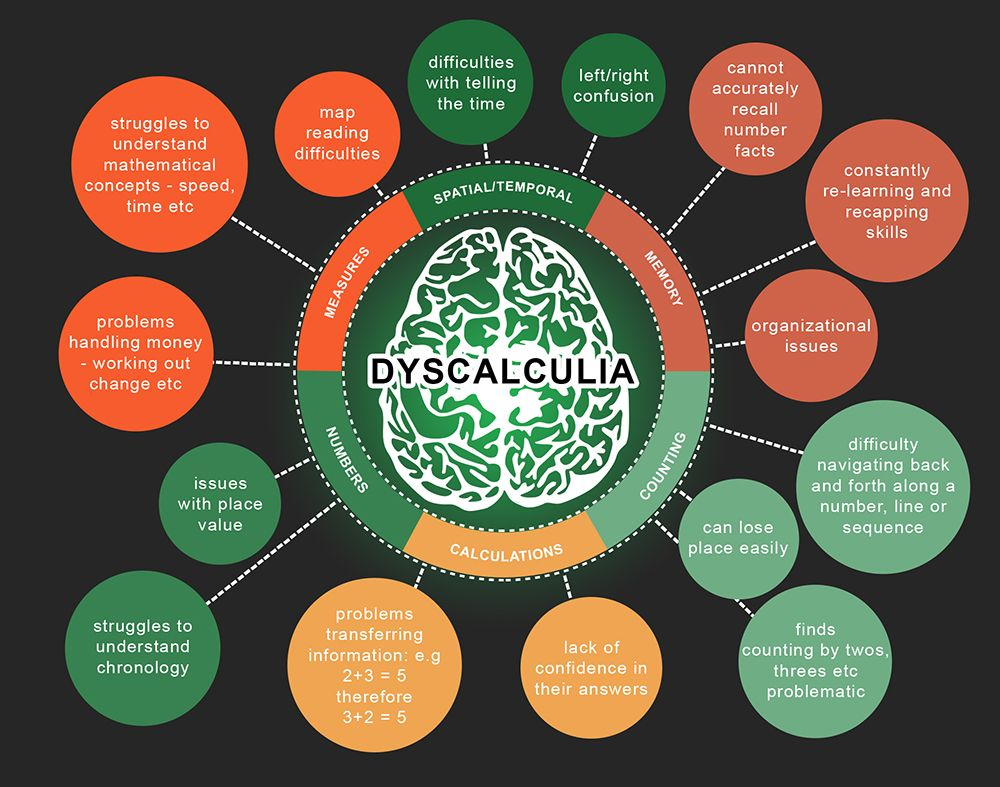 DYSCALCULIA
SPATIAL/TEMPORAL
difficulties
with telling
the time
left/right
confusion
MEMORY
cannot
accurately
recall
number
facts
constantly
re-learning and
recapping
skills
organizational
issues
COUNTING
difficulty
navigating back
and forth along a
number, line or
sequence
can lose
place easily
finds
counting by twos,
threes etc
problematic
CALCULATIONS
lack of
confidence in
their answers
problems
transferring
information: e.g
2+3 = 5
therefore
3+2 = 5
NUMBERS
struggles to
understand
chronology
issues
with place
value
MEASURES
problems
handling money
- working out
change etc
struggles to
understand
mathematical
concepts - speed,
time etc
map
reading
difficulties